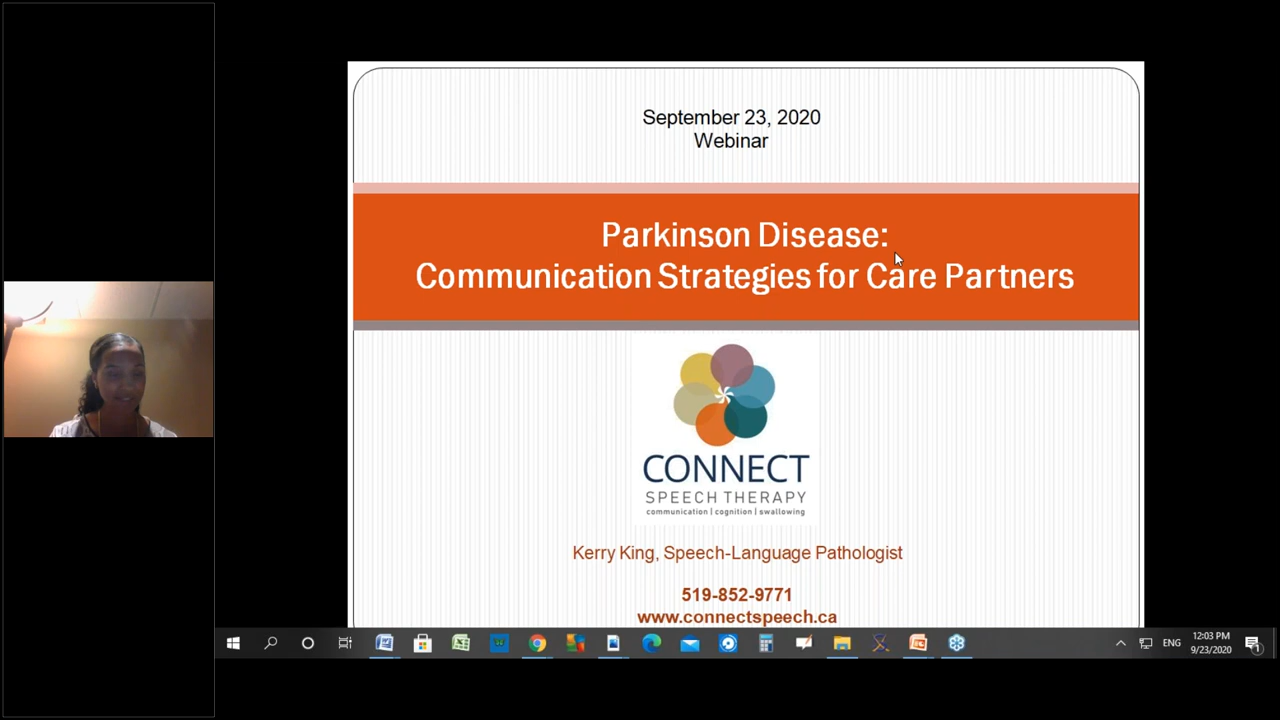 September 23, 2020
Webinar
Parkinson Disease:
Communication Strategies for Care Partners
CONNECT
SPEECH THERAPY
communication | cognition | swallowing
Kerry King, Speech-Language Pathologist
519-852-9771
www.connectspeech.ca
ENG
12:03 PM
9/23/2020
1